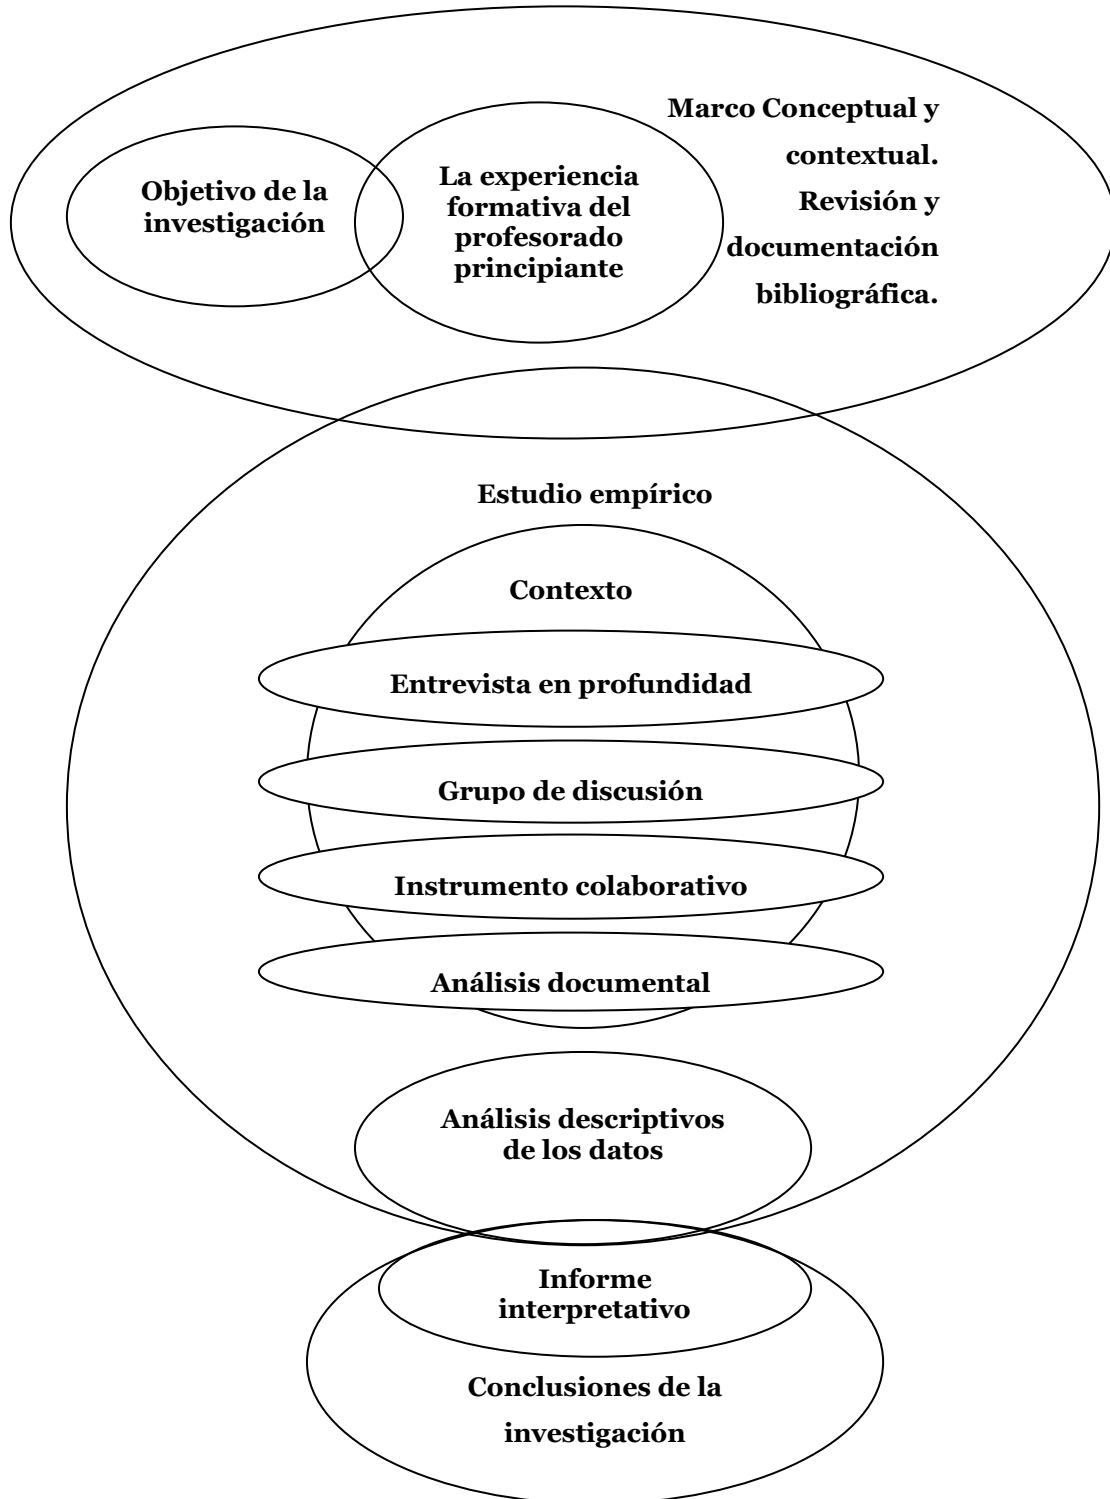 Objetivo de la
investigación
La experiencia
formativa del
profesorado
principiante
Marco Conceptual y
contextual.
Revisión y
documentación
bibliográfica.
Estudio empírico
Contexto
Entrevista en profundidad
Grupo de discusión
Instrumento colaborativo
Análisis documental
Análisis descriptivos
de los datos
Informe
interpretativo
Conclusiones de la
investigación